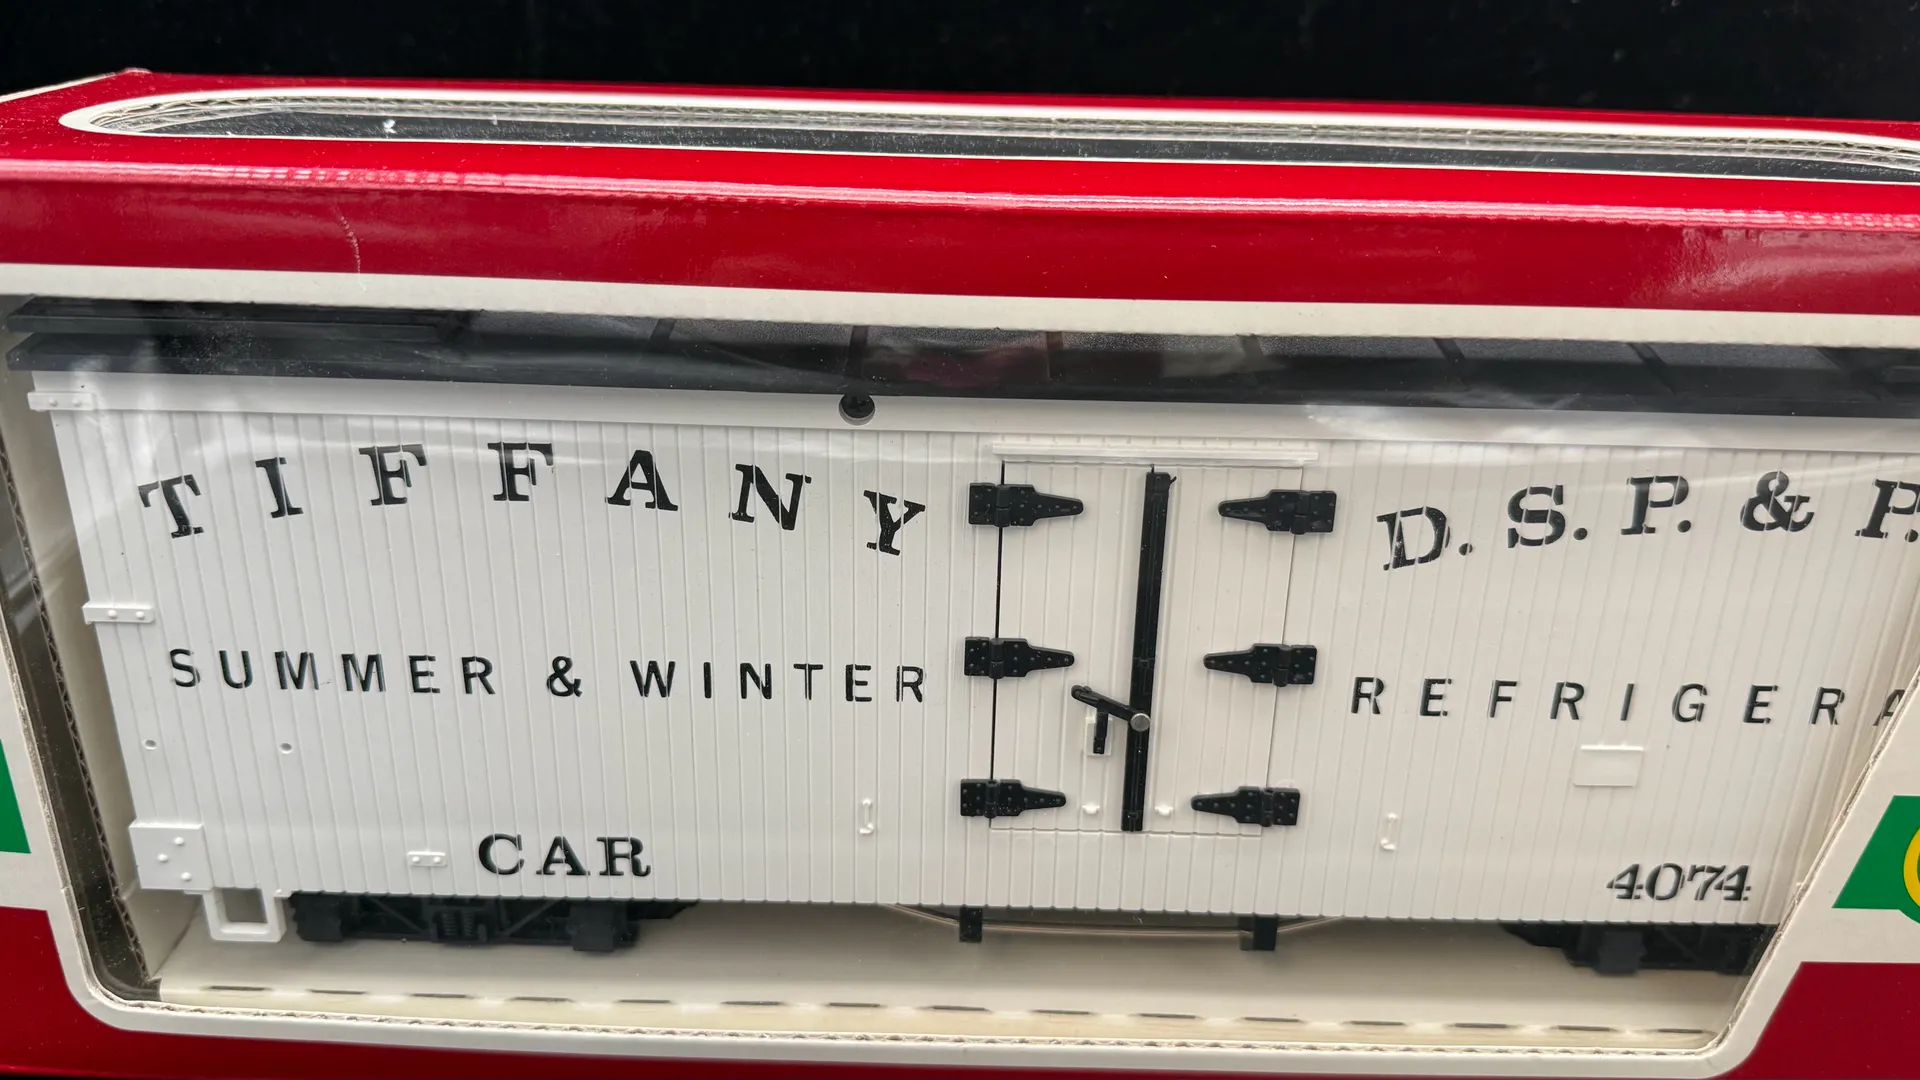 TIFFANY
SUMMER & WINTER
CAR
D.S.P. & P.
REFRIGERA
4074